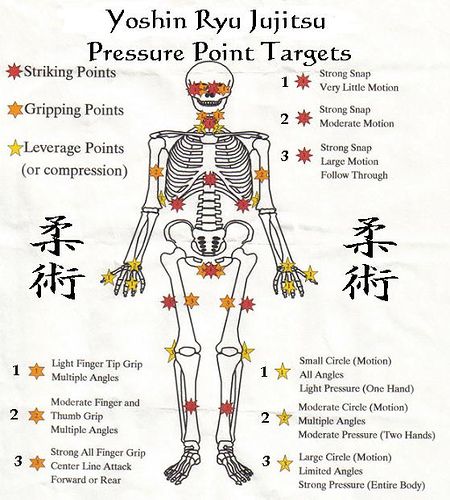 Yoshin Ryu Jujitsu
Pressure Point Targets
Striking Points
Gripping Points
Leverage Points
(or compression)
1 Strong Snap
Very Little Motion
2 Strong Snap
Moderate Motion
3 Strong Snap
Large Motion
Follow Through
柔術
柔術
1 Light Finger Tip Grip
Multiple Angles
2 Moderate Finger and
Thumb Grip
Multiple Angles
3 Strong All Finger Grip
Center Line Attack
Forward or Rear
1 Small Circle (Motion)
All Angles
Light Pressure (One Hand)
2 Moderate Circle (Motion)
Multiple Angles
Moderate Pressure (Two Hands)
3 Large Circle (Motion)
Limited Angles
Strong Pressure (Entire Body)